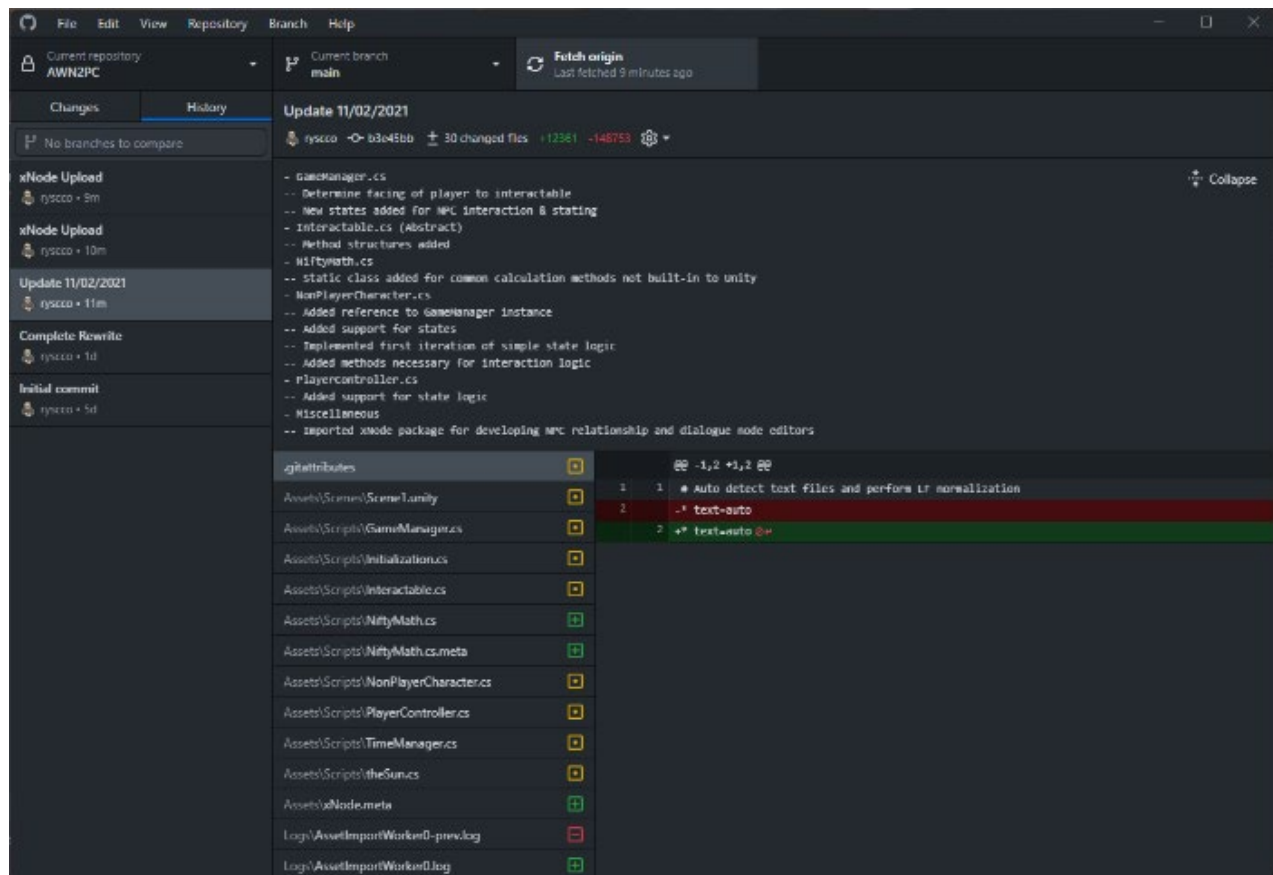 File Edit View Repository Branch Help
Current repository
AWN2PC
Current branch
main
Fetch origin
Last fetched 9 minutes ago
Changes History
No branches to compare
xNode Upload
ryscco • 9m
xNode Upload
ryscco • 10m
Update 11/02/2021
ryscco • 11m
Complete Rewrite
ryscco • 1d
Initial commit
ryscco • 5d
Update 11/02/2021
ryscco b3e45bb 30 changed files +12361 -148753
Collapse
- GameManager.cs
-- Determine facing of player to interactable
-- New states added for NPC interaction & stating
- Interactable.cs (Abstract)
-- Method structures added
- NiftyMath.cs
-- Static class added for common calculation methods not built-in to unity
- NonPlayerCharacter.cs
-- Added reference to GameManager instance
-- Added support for states
-- Implemented first iteration of simple state logic
-- Added methods necessary for interaction logic
- PlayerController.cs
-- Added support for state logic
- Miscellaneous
-- Imported xNode package for developing NPC relationship and dialogue node editors
.gitattributes
Assets\Scenes\Scene1.unity
Assets\Scripts\GameManager.cs
Assets\Scripts\Initialization.cs
Assets\Scripts\Interactable.cs
Assets\Scripts\NiftyMath.cs
Assets\Scripts\NiftyMath.cs.meta
Assets\Scripts\NonPlayerCharacter.cs
Assets\Scripts\PlayerController.cs
Assets\Scripts\TimeManager.cs
Assets\Scripts\theSun.cs
Assets\xNode.meta
Logs\AssetImportWorker0-prev.log
Logs\AssetImportWorker0.log
@@ -1,2 +1,2 @@
1 1 # Auto detect text files and perform LF normalization
2 -* text=auto
2 +* text=auto